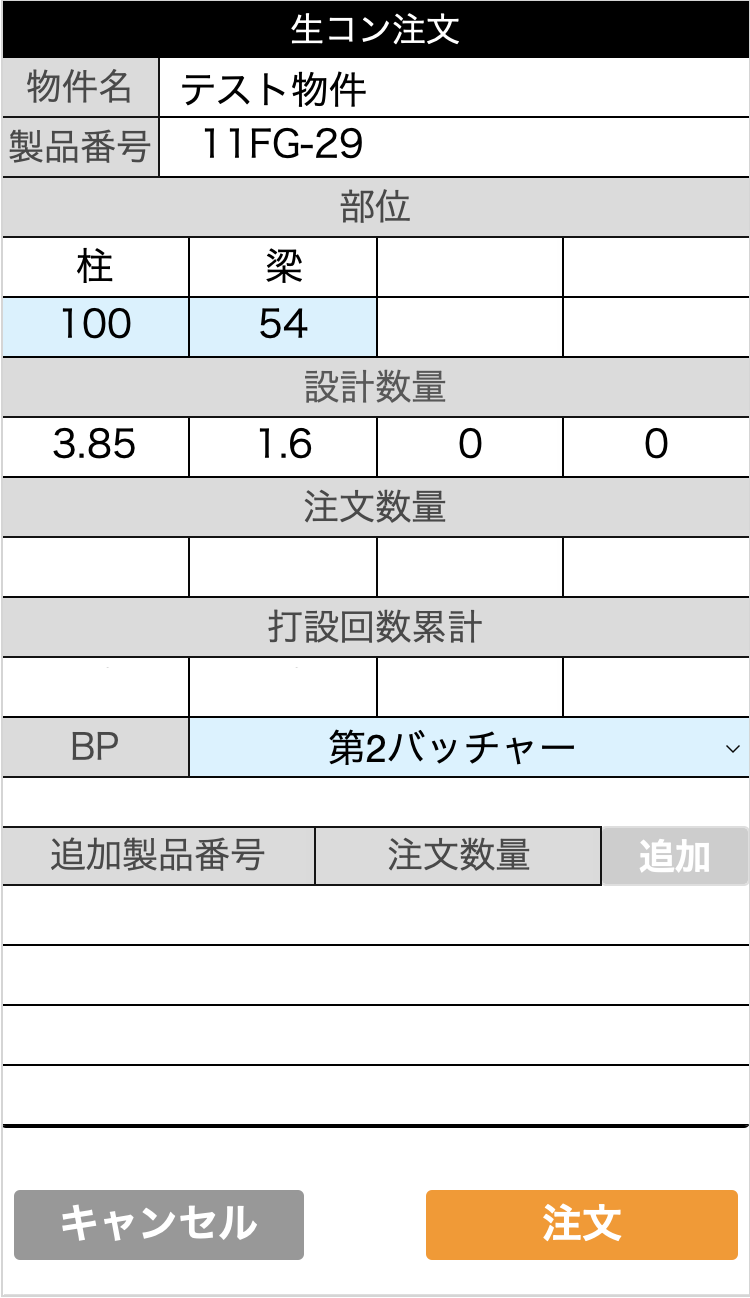 生コン注文
物件名 テスト物件
製品番号 11FG-29
部位
柱 梁
100 54
設計数量
3.85 1.6 0 0
注文数量
打設回数累計
BP 第2バッチャー
追加製品番号 注文数量 追加
キャンセル 注文